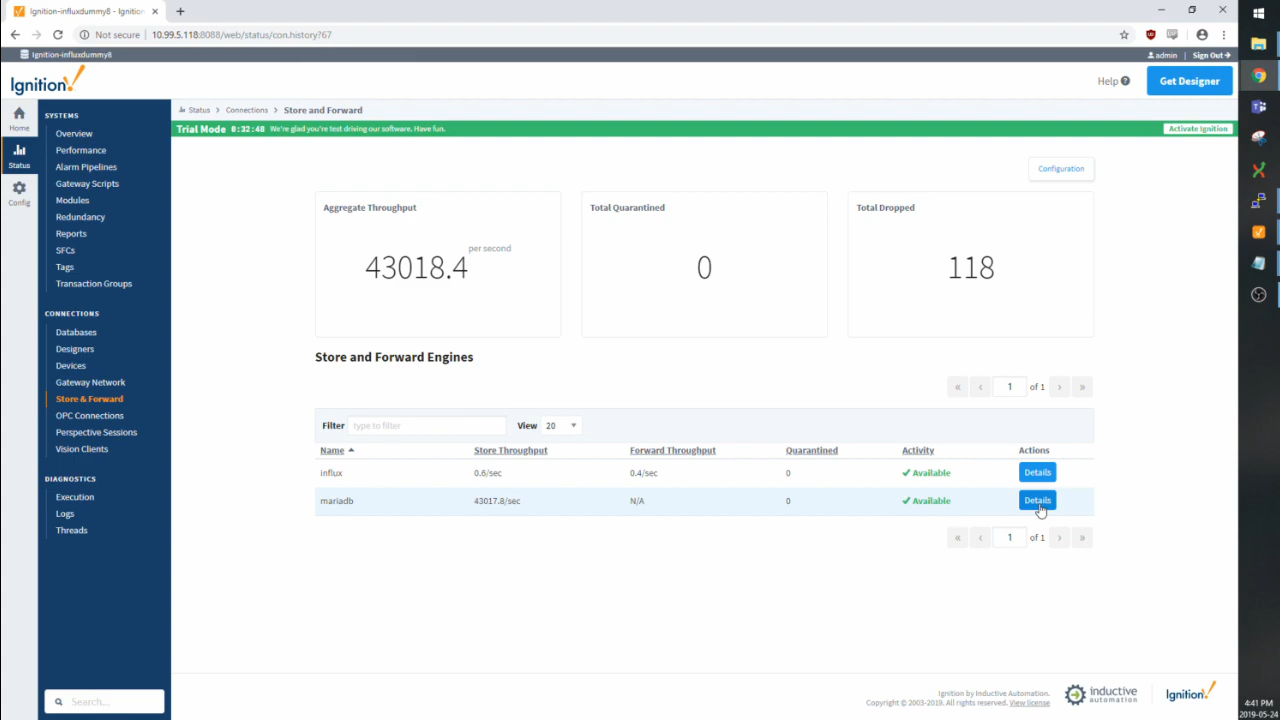 Ignition-influxdummy8 - Ignition
Not secure | 10.99.5.118:8088/web/status/con.history?67
Ignition-influxdummy8
admin | Sign Out
Ignition!
Help ?
Get Designer
Home
Status
Config
SYSTEMS
Overview
Performance
Alarm Pipelines
Gateway Scripts
Modules
Redundancy
Reports
SFCs
Tags
Transaction Groups
CONNECTIONS
Databases
Designers
Devices
Gateway Network
Store & Forward
OPC Connections
Perspective Sessions
Vision Clients
DIAGNOSTICS
Execution
Logs
Threads
Search...
Status > Connections > Store and Forward
Trial Mode 0:32:48 We're glad you're test driving our software. Have fun.
Activate Ignition
Configuration
Aggregate Throughput
43018.4 per second
Total Quarantined
0
Total Dropped
118
Store and Forward Engines
« ‹ 1 of 1 › »
Filter type to filter View 20
Name Store Throughput Forward Throughput Quarantined Activity Actions
influx 0.6/sec 0.4/sec 0 Available Details
mariadb 43017.8/sec N/A 0 Available Details
« ‹ 1 of 1 › »
Ignition by Inductive Automation.
Copyright © 2003-2019. All rights reserved. View license
inductive automation
Ignition!
4:41 PM
2019-05-24